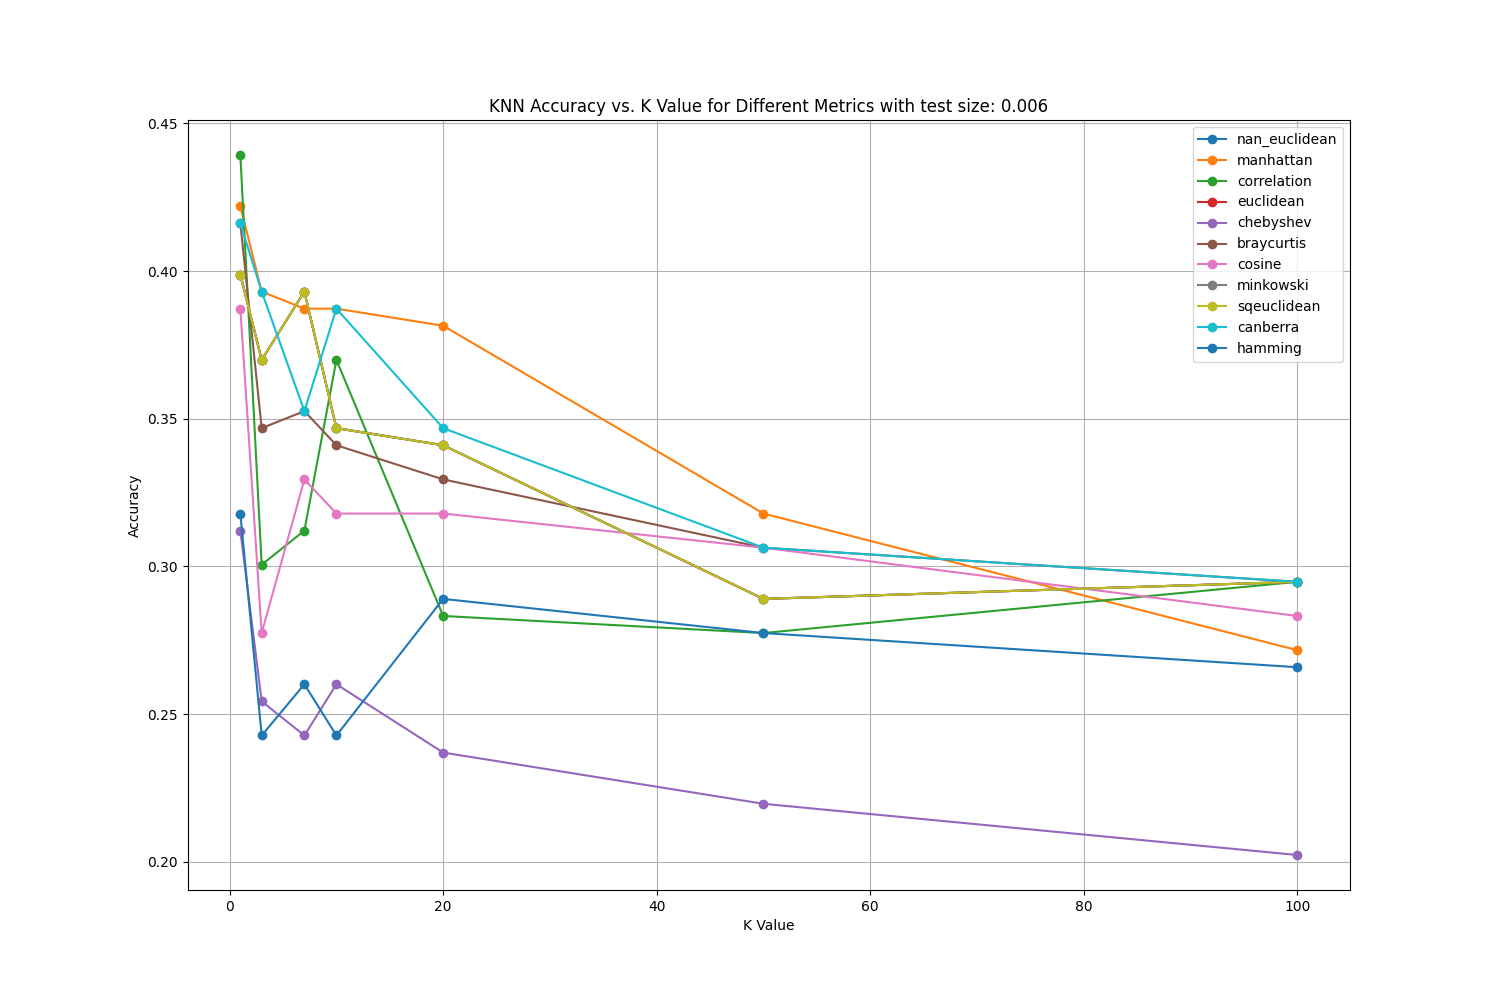 KNN Accuracy vs. K Value for Different Metrics with test size: 0.006
0.45
0.40
0.35
0.30
0.25
0.20
Accuracy
nan_euclidean
manhattan
correlation
euclidean
chebyshev
braycurtis
cosine
minkowski
sqeuclidean
canberra
hamming
0 20 40 60 80 100
K Value